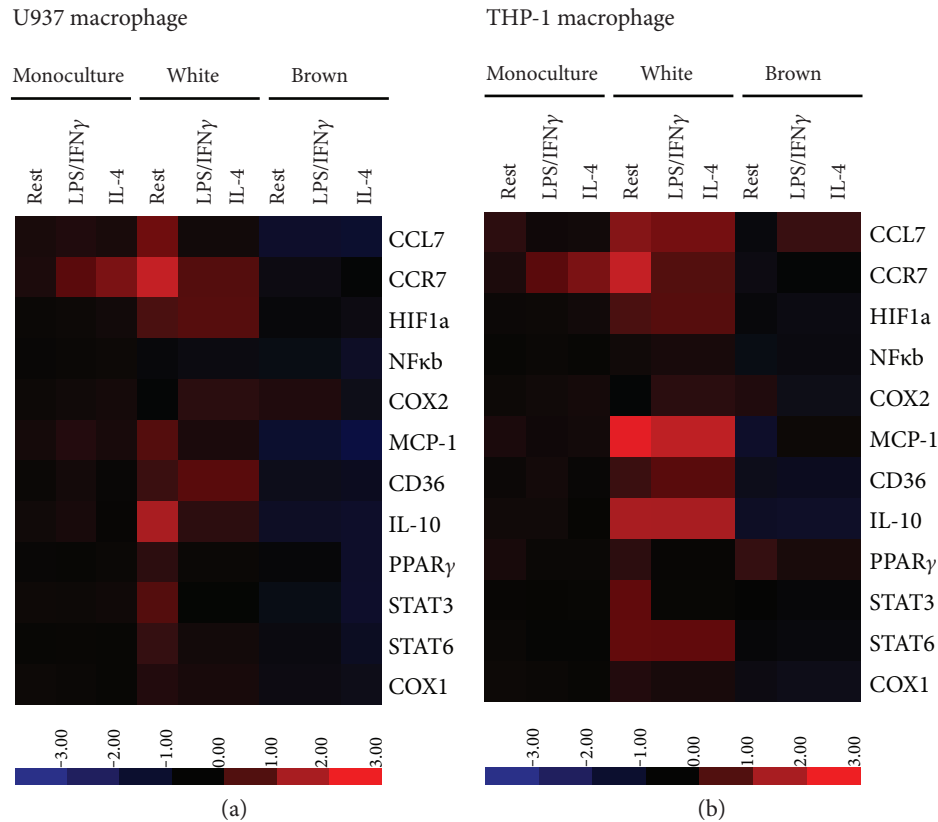 U937 macrophage
Monoculture White Brown
Rest LPS/IFNγ IL-4 Rest LPS/IFNγ IL-4 Rest LPS/IFNγ IL-4
CCL7
CCR7
HIF1a
NFκb
COX2
MCP-1
CD36
IL-10
PPARγ
STAT3
STAT6
COX1
−3.00 −2.00 −1.00 0.00 1.00 2.00 3.00
(a)
THP-1 macrophage
Monoculture White Brown
Rest LPS/IFNγ IL-4 Rest LPS/IFNγ IL-4 Rest LPS/IFNγ IL-4
CCL7
CCR7
HIF1a
NFκb
COX2
MCP-1
CD36
IL-10
PPARγ
STAT3
STAT6
COX1
−3.00 −2.00 −1.00 0.00 1.00 2.00 3.00
(b)